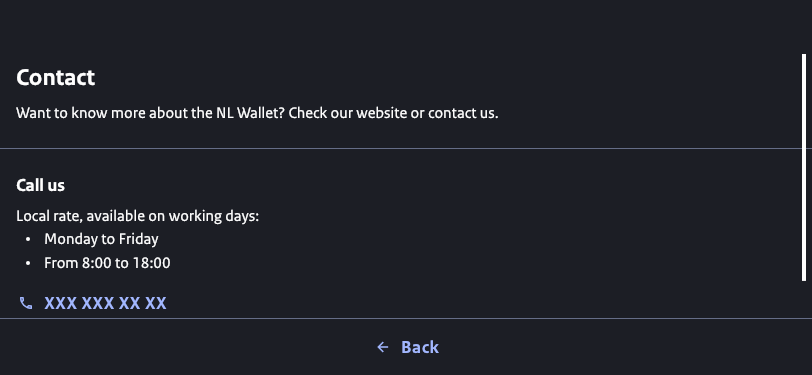 Contact
Want to know more about the NL Wallet? Check our website or contact us.
Call us
Local rate, available on working days:
• Monday to Friday
• From 8:00 to 18:00
XXX XXX XX XX
Back